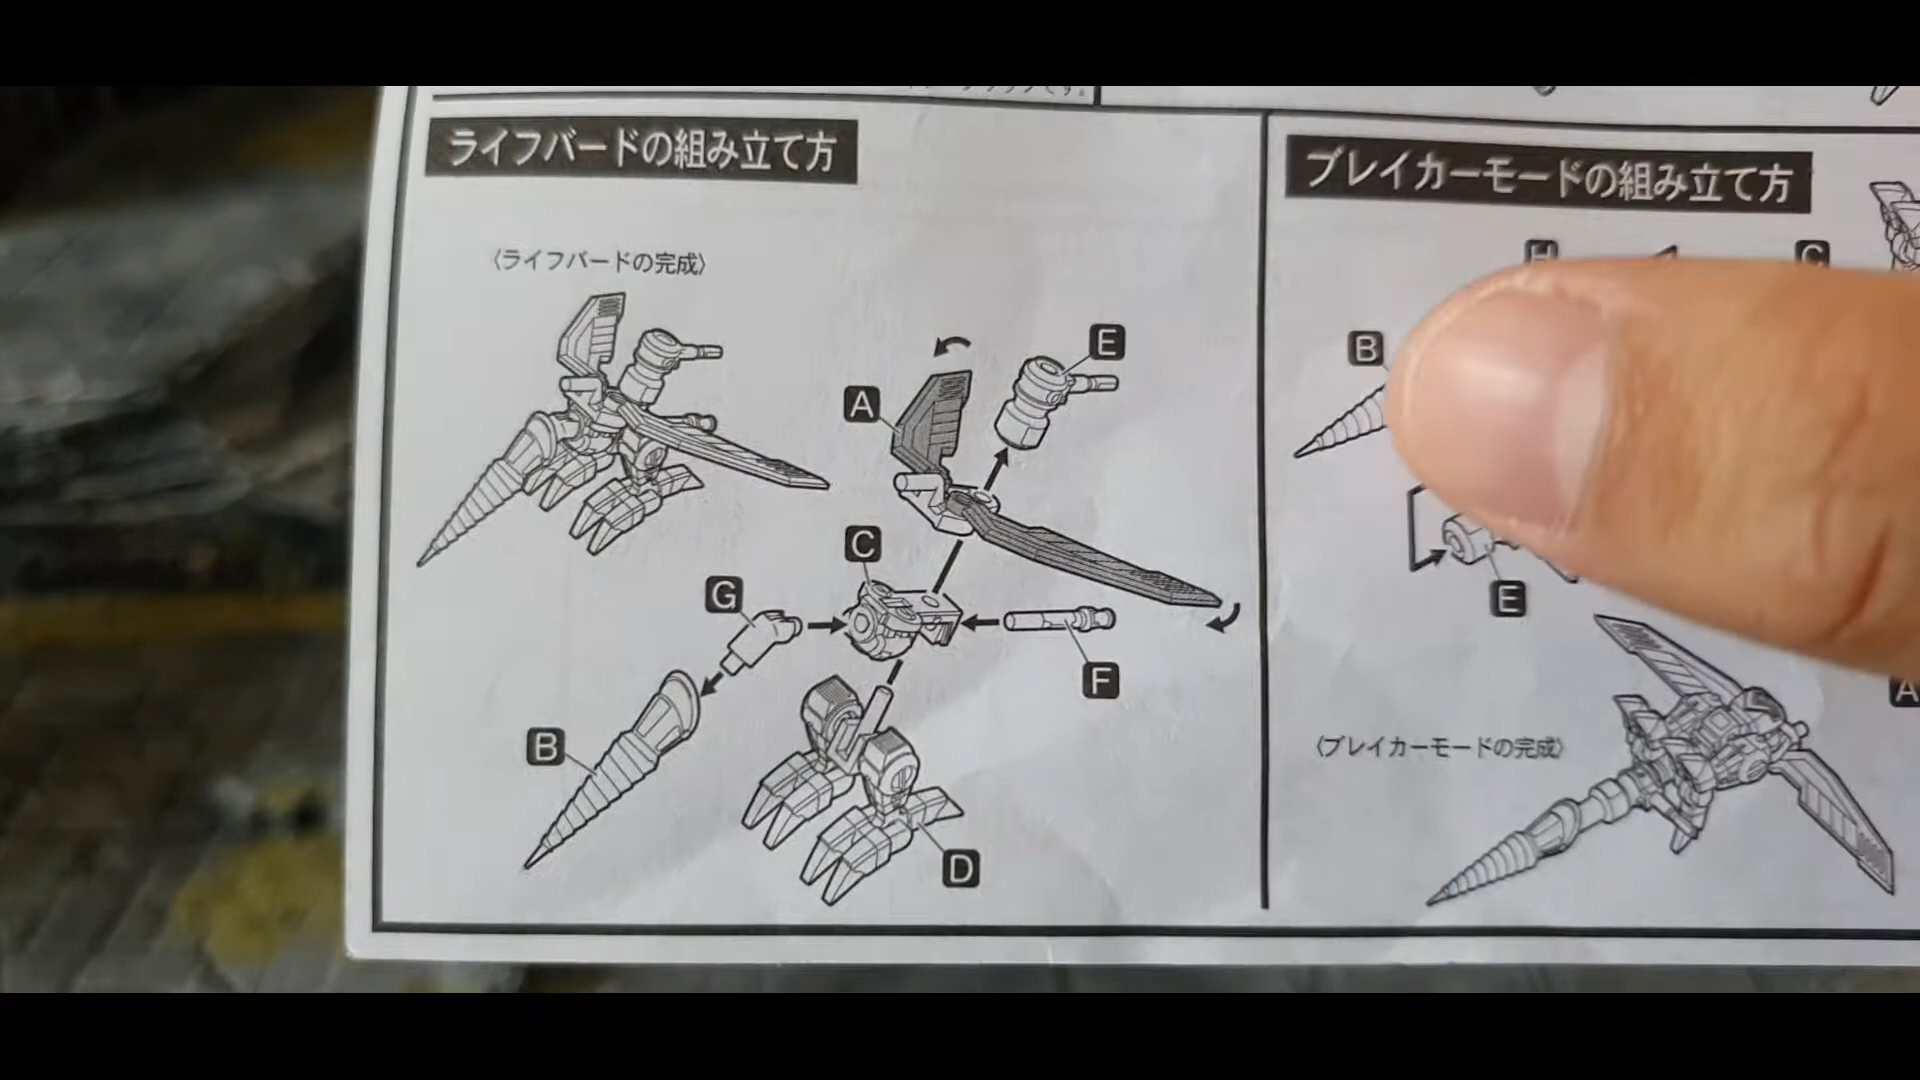 ライフバードの組み立て方
〈ライフバードの完成〉
E
A
C
G
F
B
D
ブレイカーモードの組み立て方
H
C
B
E
A
〈ブレイカーモードの完成〉